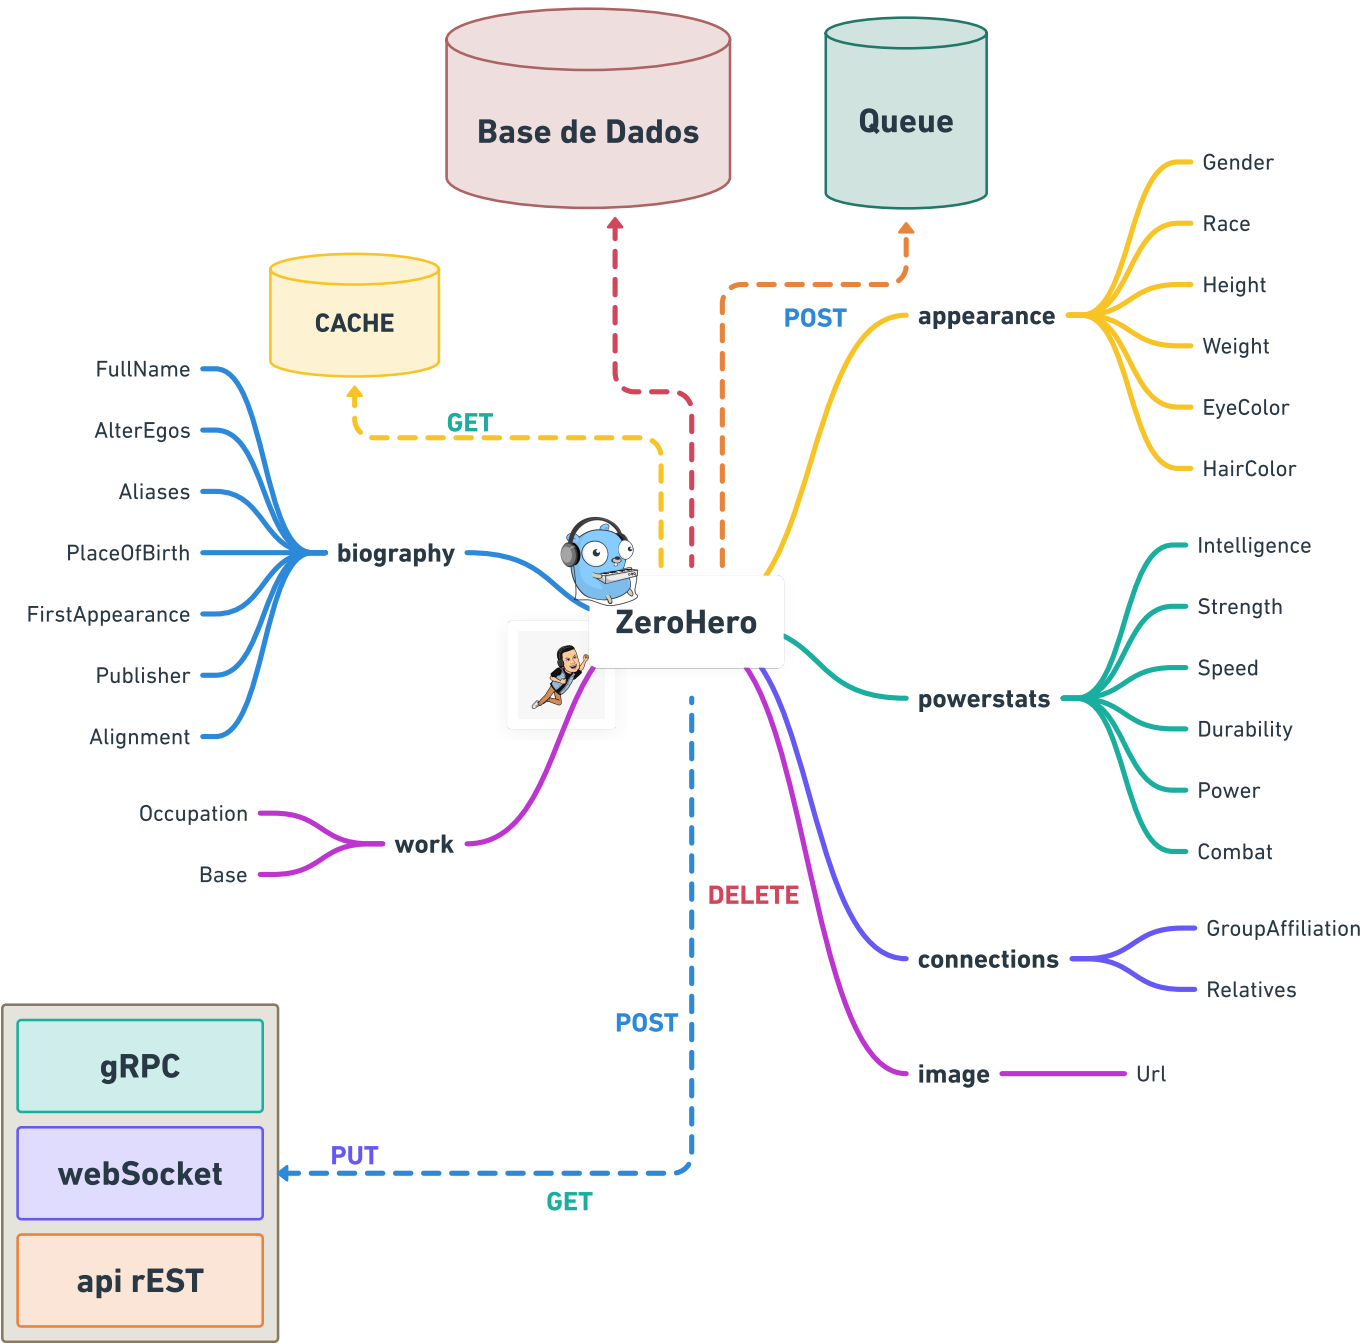 Base de Dados
Queue
CACHE
GET
POST
appearance
Gender
Race
Height
Weight
EyeColor
HairColor
FullName
AlterEgos
Aliases
PlaceOfBirth
FirstAppearance
Publisher
Alignment
biography
ZeroHero
powerstats
Intelligence
Strength
Speed
Durability
Power
Combat
Occupation
Base
work
DELETE
connections
GroupAffiliation
Relatives
POST
image
Url
gRPC
webSocket
api rEST
PUT
GET